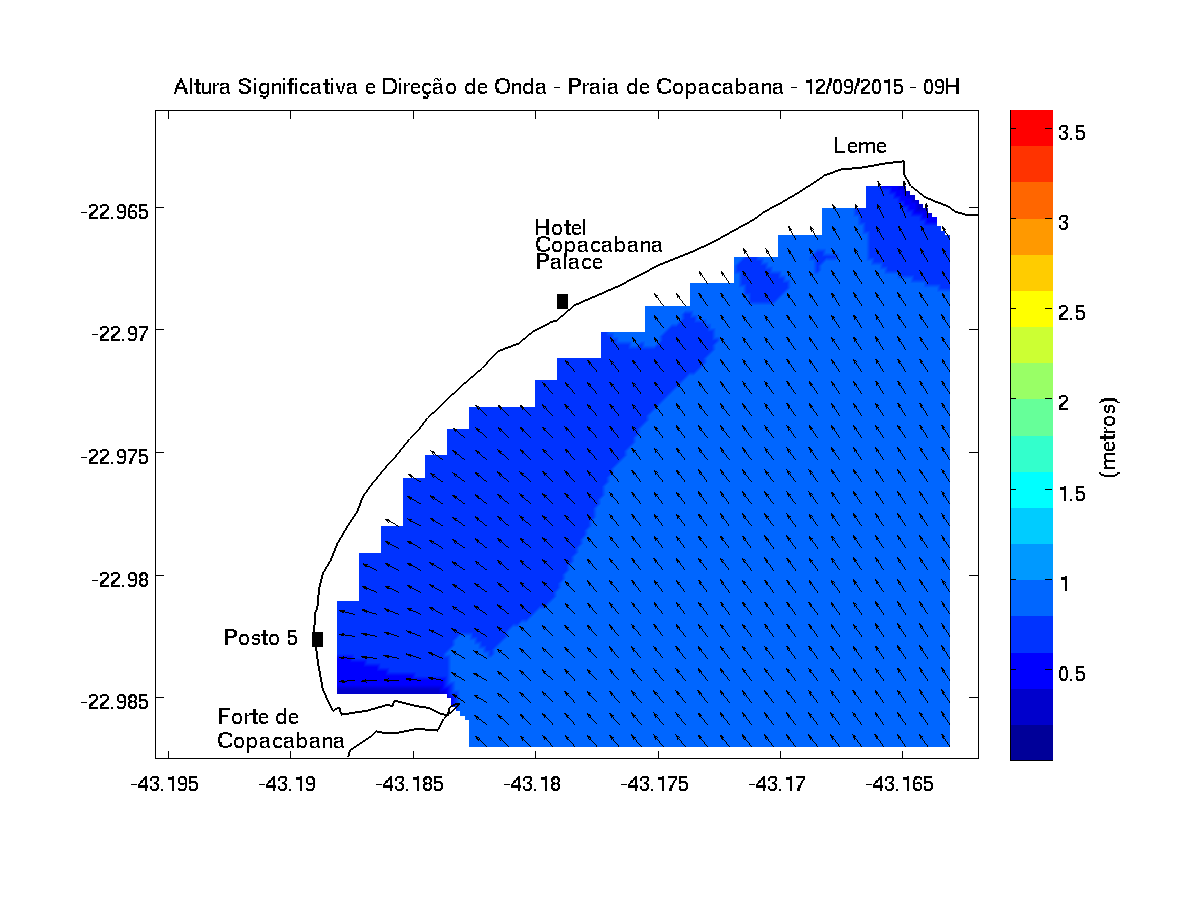 Altura Significativa e Direção de Onda - Praia de Copacabana - 12/09/2015 - 09H
Leme
Hotel
Copacabana
Palace
Posto 5
Forte de
Copacabana
-22.965
-22.97
-22.975
-22.98
-22.985
-43.195
-43.19
-43.185
-43.18
-43.175
-43.17
-43.165
3.5
3
2.5
2
1.5
1
0.5
(metros)